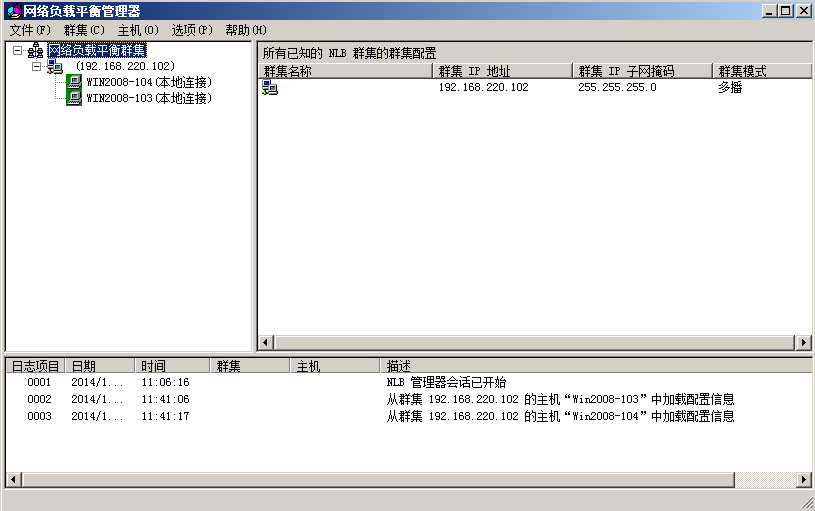 网络负载平衡管理器
文件(F) 群集(C) 主机(O) 选项(P) 帮助(H)
网络负载平衡群集
(192.168.220.102)
WIN2008-104(本地连接)
WIN2008-103(本地连接)
所有已知的 NLB 群集的群集配置
群集名称 群集 IP 地址 群集 IP 子网掩码 群集模式
192.168.220.102 255.255.255.0 多播
日志项目 日期 时间 群集 主机 描述
0001 2014/1... 11:06:16 NLB 管理器会话已开始
0002 2014/1... 11:41:06 从群集 192.168.220.102 的主机“Win2008-103”中加载配置信息
0003 2014/1... 11:41:17 从群集 192.168.220.102 的主机“Win2008-104”中加载配置信息